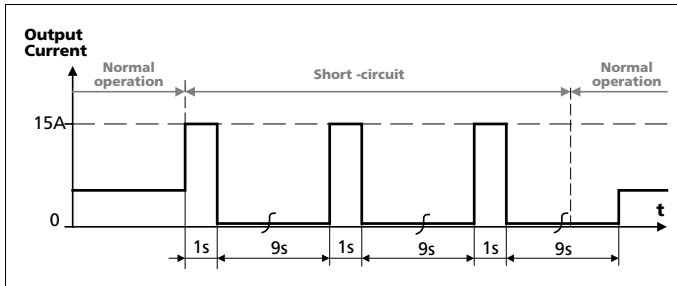 Output
Current
Normal
operation
Short -circuit
Normal
operation
15A
0
t
1s
9s
1s
9s
1s
9s